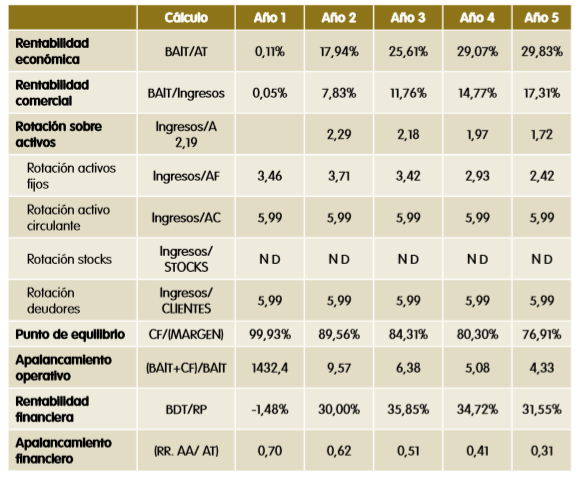 Cálculo Año 1 Año 2 Año 3 Año 4 Año 5
Rentabilidad
económica BAIT/AT 0,11% 17,94% 25,61% 29,07% 29,83%
Rentabilidad
comercial BAIT/Ingresos 0,05% 7,83% 11,76% 14,77% 17,31%
Rotación sobre Ingresos/A
activos 2,19 2,29 2,18 1,97 1,72
Rotación activos
fijos Ingresos/AF 3,46 3,71 3,42 2,93 2,42
Rotación activo
circulante Ingresos/AC 5,99 5,99 5,99 5,99 5,99
Rotación stocks Ingresos/
STOCKS N D N D N D N D N D
Rotación Ingresos/
deudores CLIENTES 5,99 5,99 5,99 5,99 5,99
Punto de equilibrio CF/(MARGEN) 99,93% 89,56% 84,31% 80,30% 76,91%
Apalancamiento
operativo (BAIT+CF)/BAIT 1432,4 9,57 6,38 5,08 4,33
Rentabilidad
financiera BDT/RP -1,48% 30,00% 35,85% 34,72% 31,55%
Apalancamiento
financiero (RR. AA/ AT) 0,70 0,62 0,51 0,41 0,31